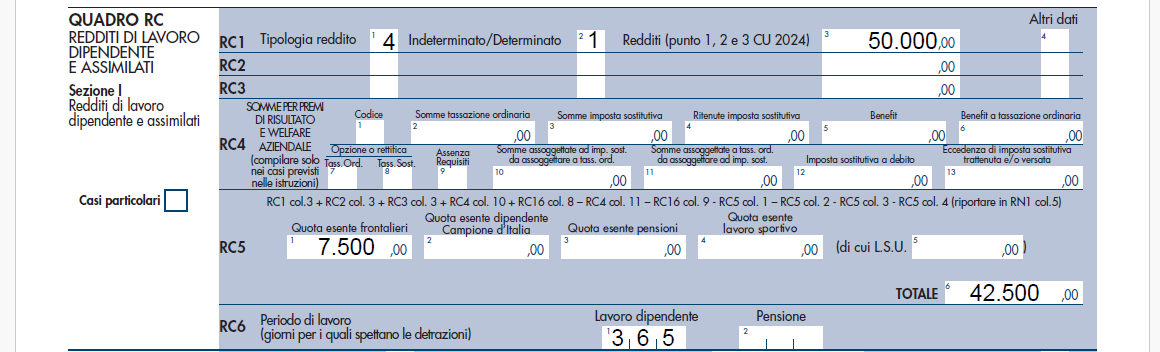 QUADRO RC
REDDITI DI LAVORO
DIPENDENTE
E ASSIMILATI
Sezione I
Redditi di lavoro
dipendente e assimilati
Casi particolari
Altri dati
RC1 Tipologia reddito 1 4 Indeterminato/Determinato 2 1 Redditi (punto 1, 2 e 3 CU 2024) 3 50.000,00 4
RC2 ,00
RC3 ,00
RC4
SOMME PER PREMI
DI RISULTATO
E WELFARE
AZIENDALE
(compilare solo
nei casi previsti
nelle istruzioni)
Codice Somme tassazione ordinaria Somme imposta sostitutiva Ritenute imposta sostitutiva Benefit Benefit a tassazione ordinaria
1 2 ,00 3 ,00 4 ,00 5 ,00 6 ,00
Opzione o rettifica
Tass. Ord. Tass. Sost.
Assenza
Requisiti
Somme assoggettate ad imp. sost.
da assoggettare a tass. ord.
Somme assoggettate a tass. ord.
da assoggettare ad imp. sost.
Imposta sostitutiva a debito
Eccedenza di imposta sostitutiva
trattenuta e/o versata
7 8 9 10 ,00 11 ,00 12 ,00 13 ,00
RC1 col.3 + RC2 col. 3 + RC3 col. 3 + RC4 col. 10 + RC16 col. 8 – RC4 col. 11 – RC16 col. 9 - RC5 col. 1 – RC5 col. 2 - RC5 col. 3 - RC5 col. 4 (riportare in RN1 col.5)
RC5
Quota esente frontalieri
Quota esente dipendente
Campione d'Italia
Quota esente pensioni
Quota esente
lavoro sportivo
1 7.500 ,00 2 ,00 3 ,00 4 ,00 (di cui L.S.U. 5 ,00 )
TOTALE 6 42.500 ,00
RC6 Periodo di lavoro
(giorni per i quali spettano le detrazioni)
Lavoro dipendente Pensione
1 3 6 5 2